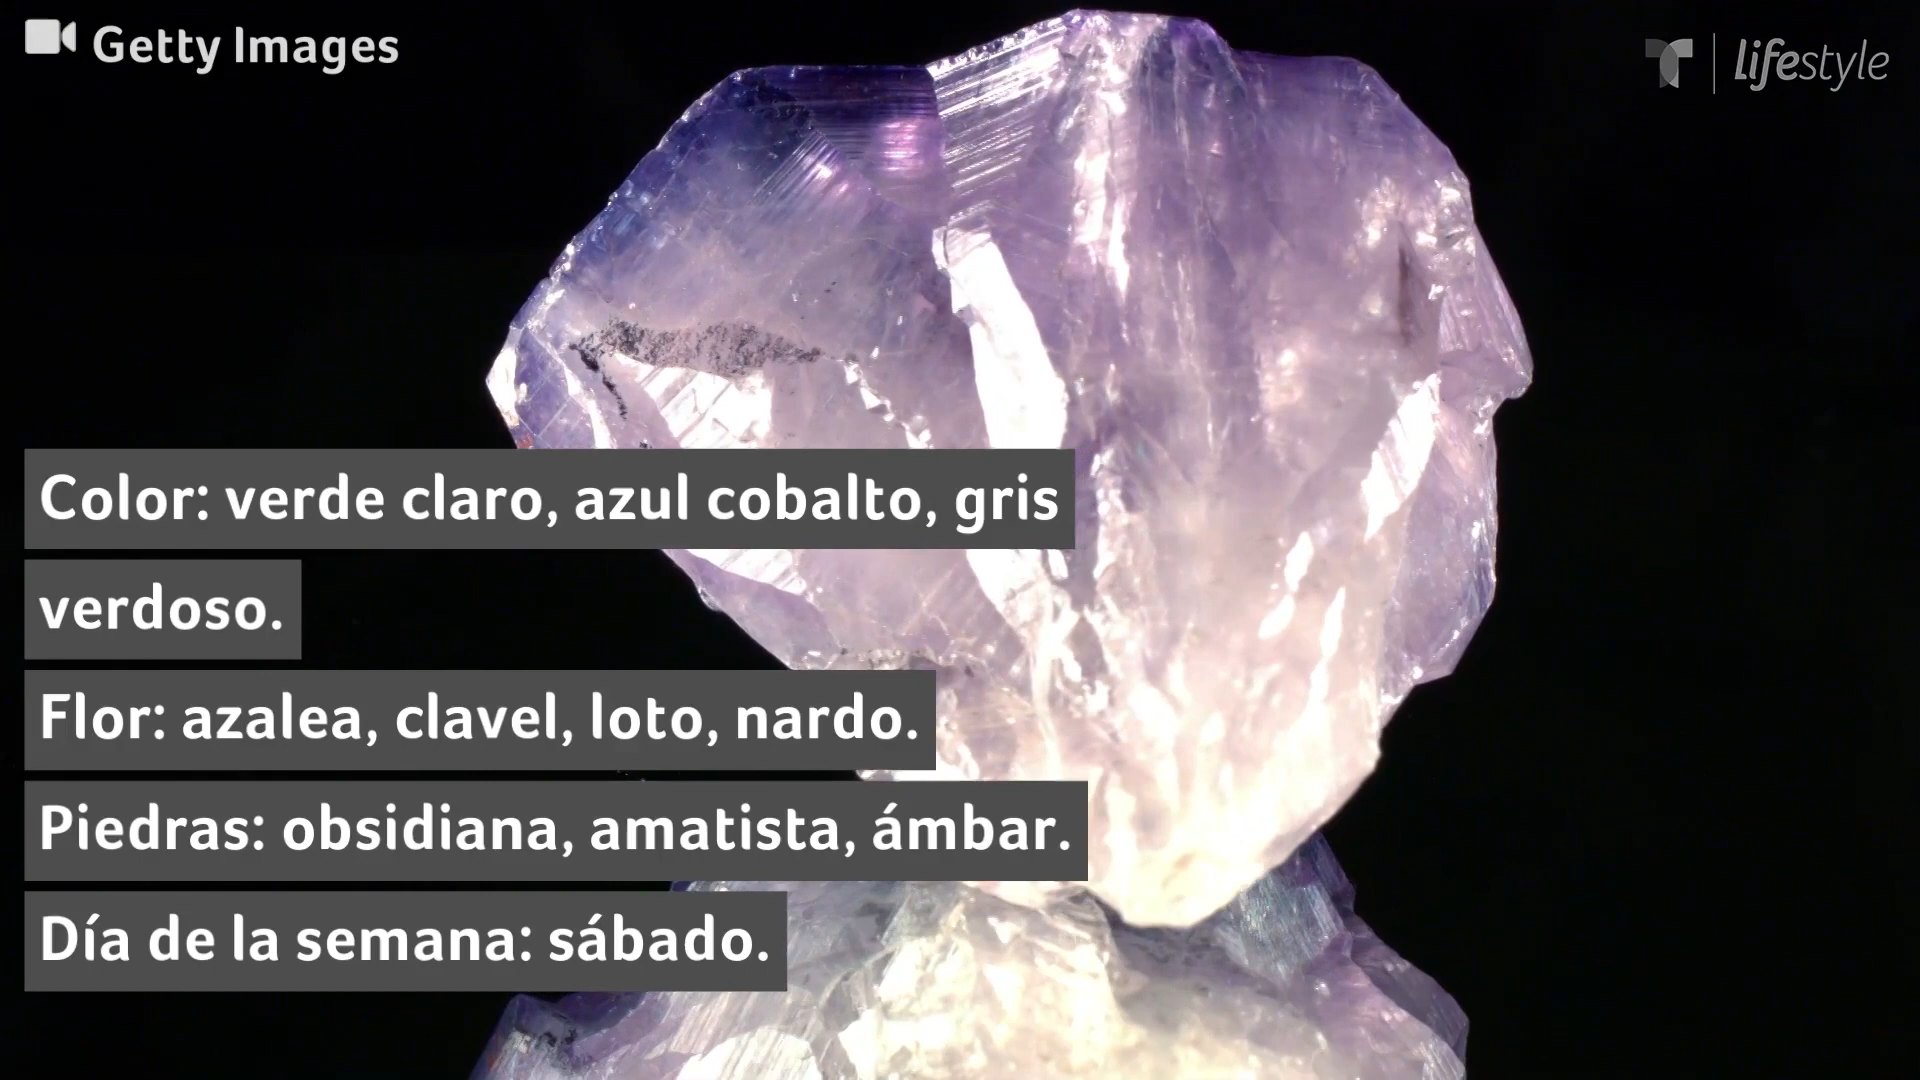 Getty Images
lifestyle
Color: verde claro, azul cobalto, gris
verdoso.
Flor: azalea, clavel, loto, nardo.
Piedras: obsidiana, amatista, ámbar.
Día de la semana: sábado.